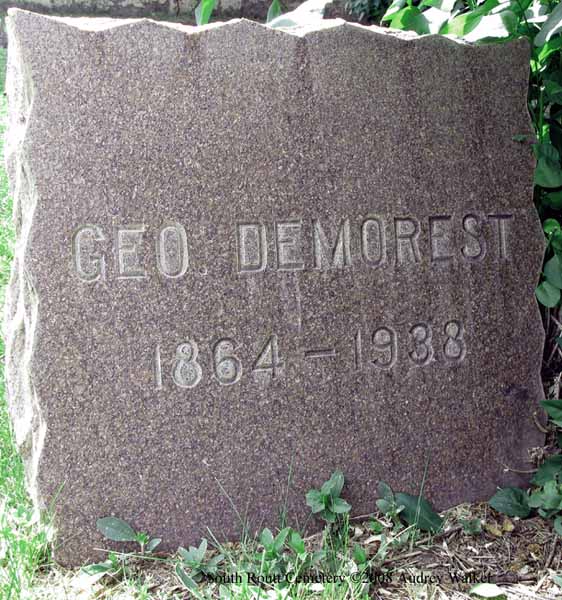 GEO. DEMOREST
1864 – 1938
South Routt Cemetery ©2008 Audrey Walker